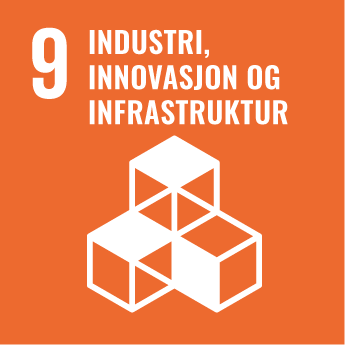 9 INDUSTRI,
INNOVASJON OG
INFRASTRUKTUR